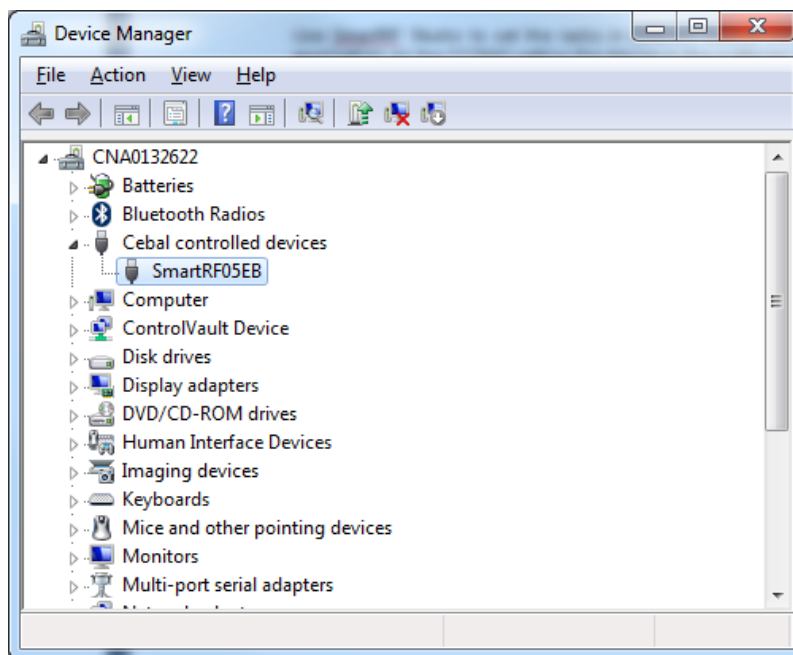 Device Manager
File Action View Help
CNA0132622
Batteries
Bluetooth Radios
Cebal controlled devices
SmartRF05EB
Computer
ControlVault Device
Disk drives
Display adapters
DVD/CD-ROM drives
Human Interface Devices
Imaging devices
Keyboards
Mice and other pointing devices
Monitors
Multi-port serial adapters